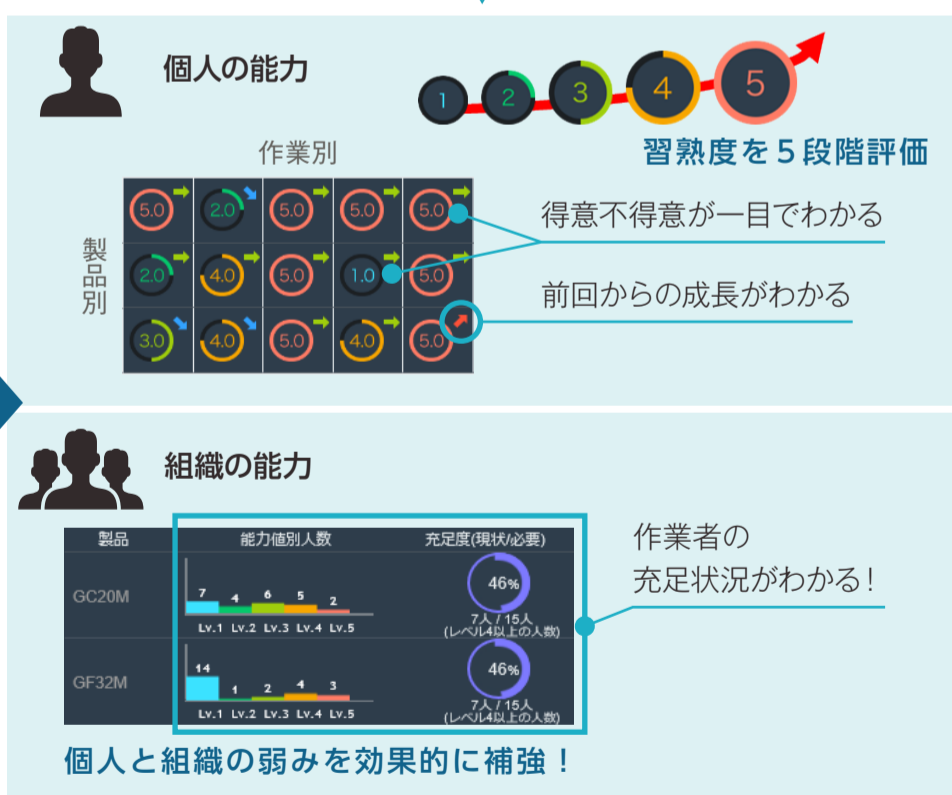 個人の能力
1 2 3 4 5
習熟度を5段階評価
作業別
製品別
5.0 2.0 5.0 5.0 5.0
2.0 4.0 5.0 1.0 5.0
3.0 4.0 5.0 4.0 5.0
得意不得意が一目でわかる
前回からの成長がわかる
組織の能力
製品 能力値別人数 充足度(現状/必要)
GC20M
7 4 6 5 2
Lv.1 Lv.2 Lv.3 Lv.4 Lv.5
46%
7人 / 15人
(レベル4以上の人数)
GF32M
14 1 2 4 3
Lv.1 Lv.2 Lv.3 Lv.4 Lv.5
46%
7人 / 15人
(レベル4以上の人数)
作業者の
充足状況がわかる！
個人と組織の弱みを効果的に補強！